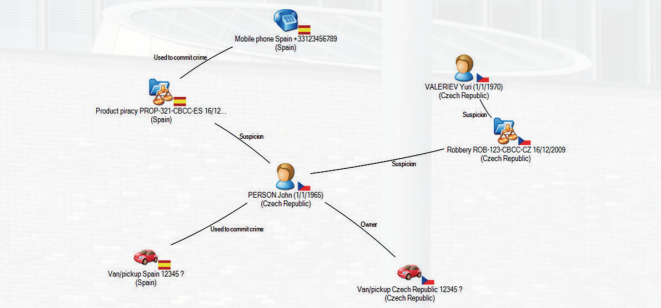 Mobile phone Spain +33123456789
(Spain)
Used to commit crime
VALERIEV Yuri (1/1/1970)
(Czech Republic)
Product piracy PROP-321-CBCC-ES 16/12...
(Spain)
Suspicion
Robbery ROB-123-CBCC-CZ 16/12/2009
(Czech Republic)
Suspicion
Suspicion
PERSON John (1/1/1965)
(Czech Republic)
Used to commit crime
Owner
Van/pickup Spain 12345 ?
(Spain)
Van/pickup Czech Republic 12345 ?
(Czech Republic)